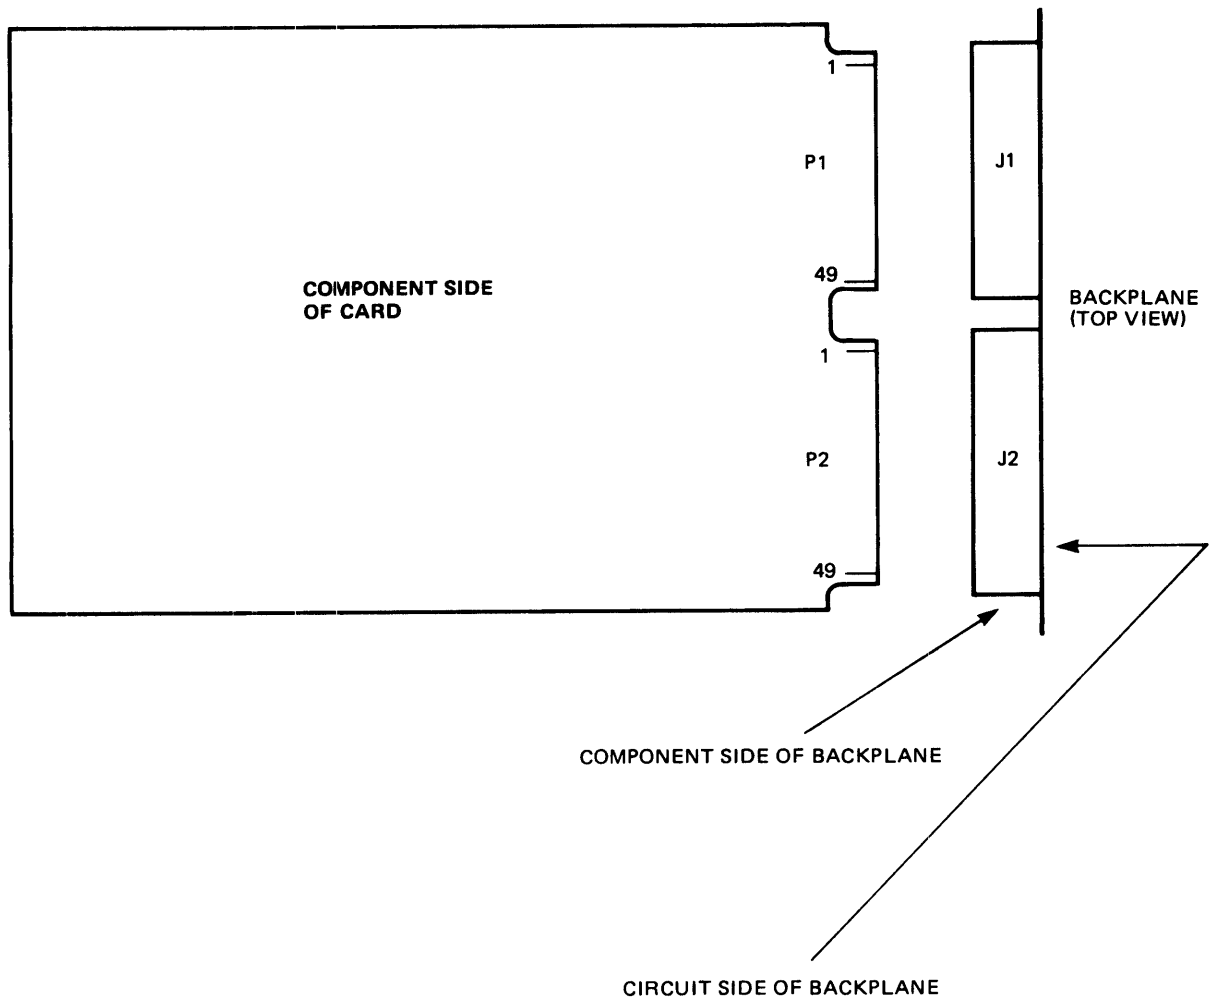 1
P1
J1
49
COMPONENT SIDE
OF CARD
BACKPLANE
(TOP VIEW)
1
P2
J2
49
COMPONENT SIDE OF BACKPLANE
CIRCUIT SIDE OF BACKPLANE